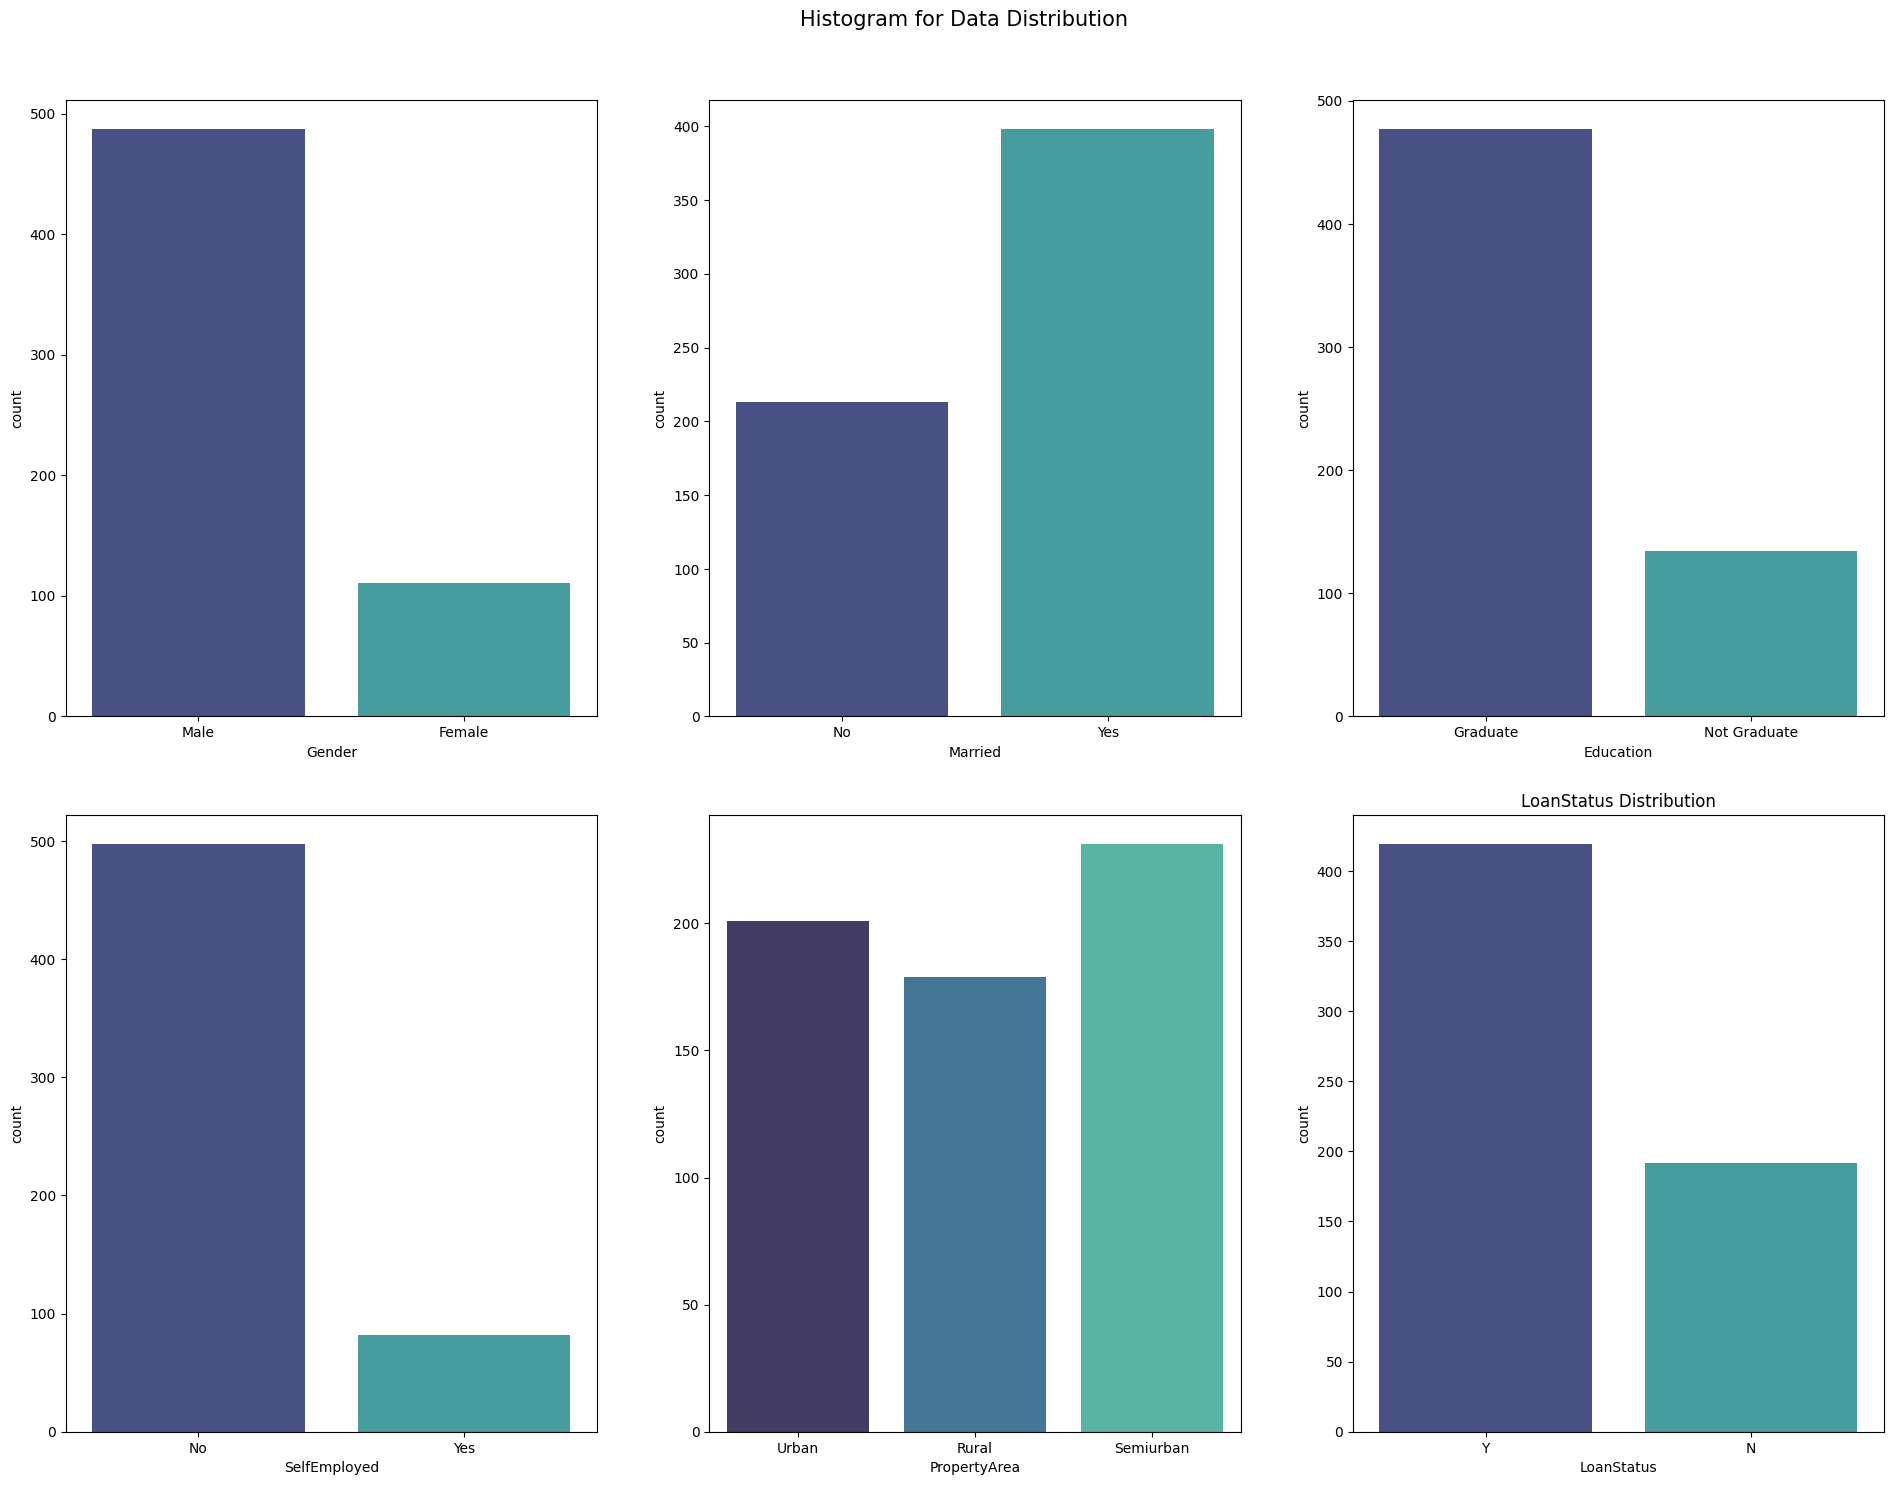 Histogram for Data Distribution
500
400
300
200
100
0
count
Male
Female
Gender
400
350
300
250
200
150
100
50
0
count
No
Yes
Married
500
400
300
200
100
0
count
Graduate
Not Graduate
Education
500
400
300
200
100
0
count
No
Yes
SelfEmployed
200
150
100
50
0
count
Urban
Rural
Semiurban
PropertyArea
LoanStatus Distribution
400
350
300
250
200
150
100
50
0
count
Y
N
LoanStatus